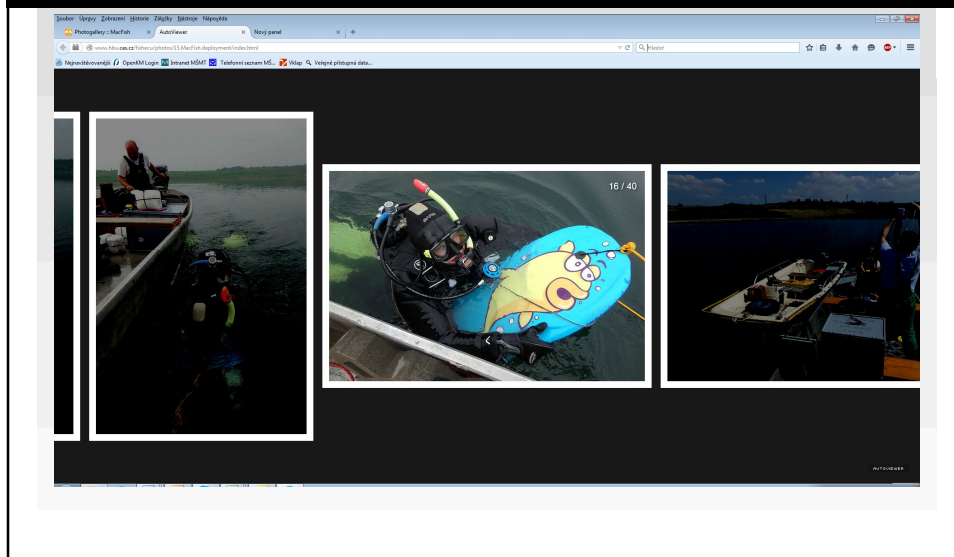 Soubor Úpravy Zobrazení Historie Záložky Nástroje Nápověda
Photogallery :: MacFish × AutoViewer × Nový panel × +
www.hbu.cas.cz/fishecu/photos/15.MacFish.deployment/index.html Hledat
Nejnavštěvovanější OpenKM Login Intranet MŠMT Telefonní seznam MŠ... Vklap Veřejné přístupná data...
16 / 40
AUTOVIEWER